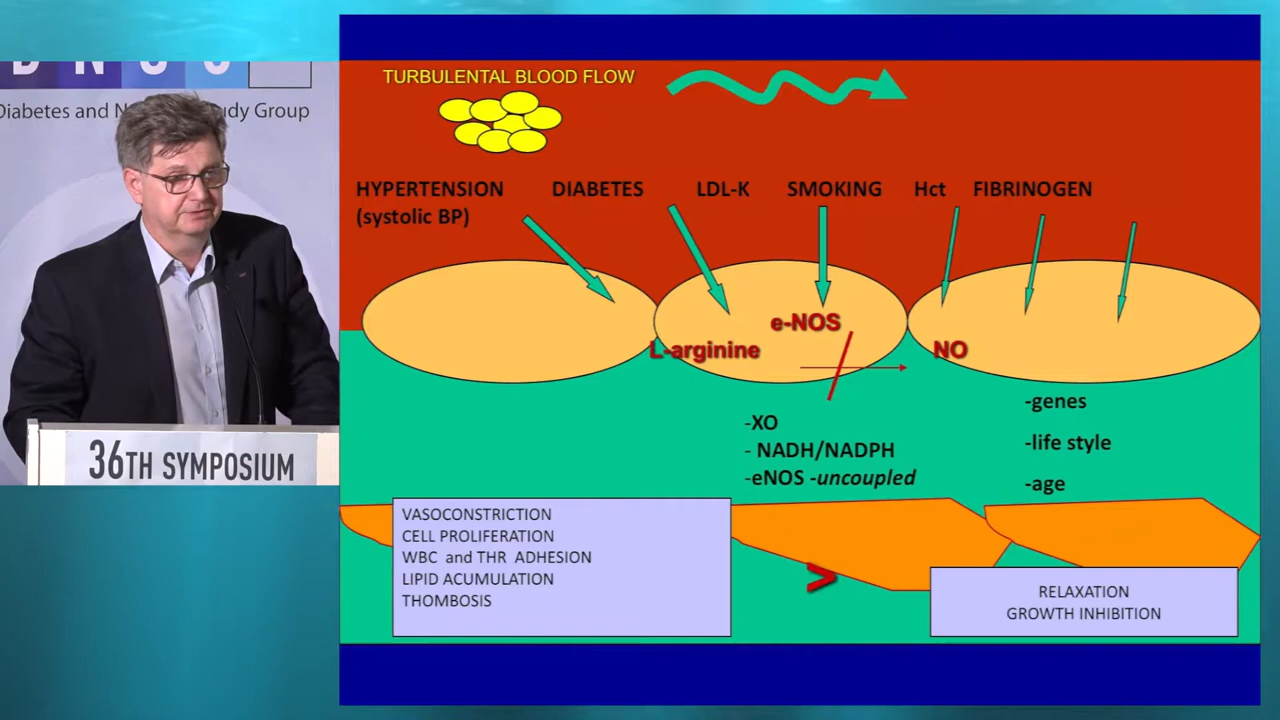 D N S G
Diabetes and N udy Group
36TH SYMPOSIUM
TURBULENTAL BLOOD FLOW
HYPERTENSION DIABETES LDL-K SMOKING Hct FIBRINOGEN
(systolic BP)
e-NOS
L-arginine NO
-XO
- NADH/NADPH
-eNOS -uncoupled
-genes
-life style
-age
VASOCONSTRICTION
CELL PROLIFERATION
WBC and THR ADHESION
LIPID ACUMULATION
THOMBOSIS
>
RELAXATION
GROWTH INHIBITION